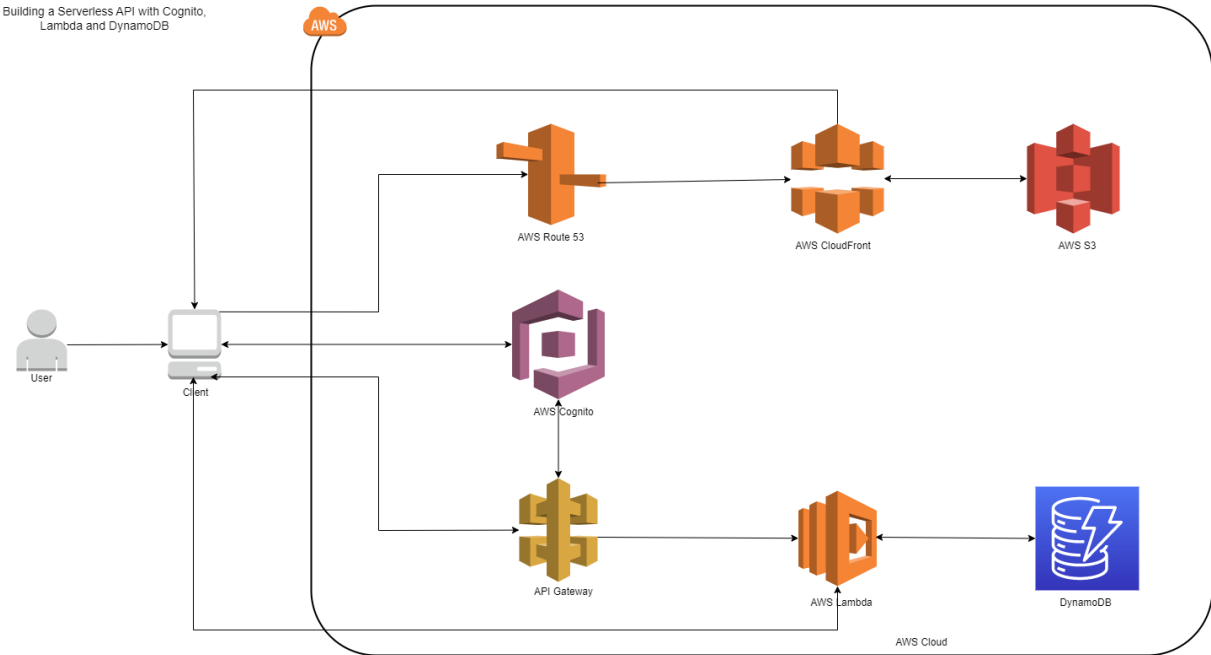 Building a Serverless API with Cognito,
Lambda and DynamoDB
AWS
AWS Route 53
AWS CloudFront
AWS S3
User
Client
AWS Cognito
API Gateway
AWS Lambda
DynamoDB
AWS Cloud